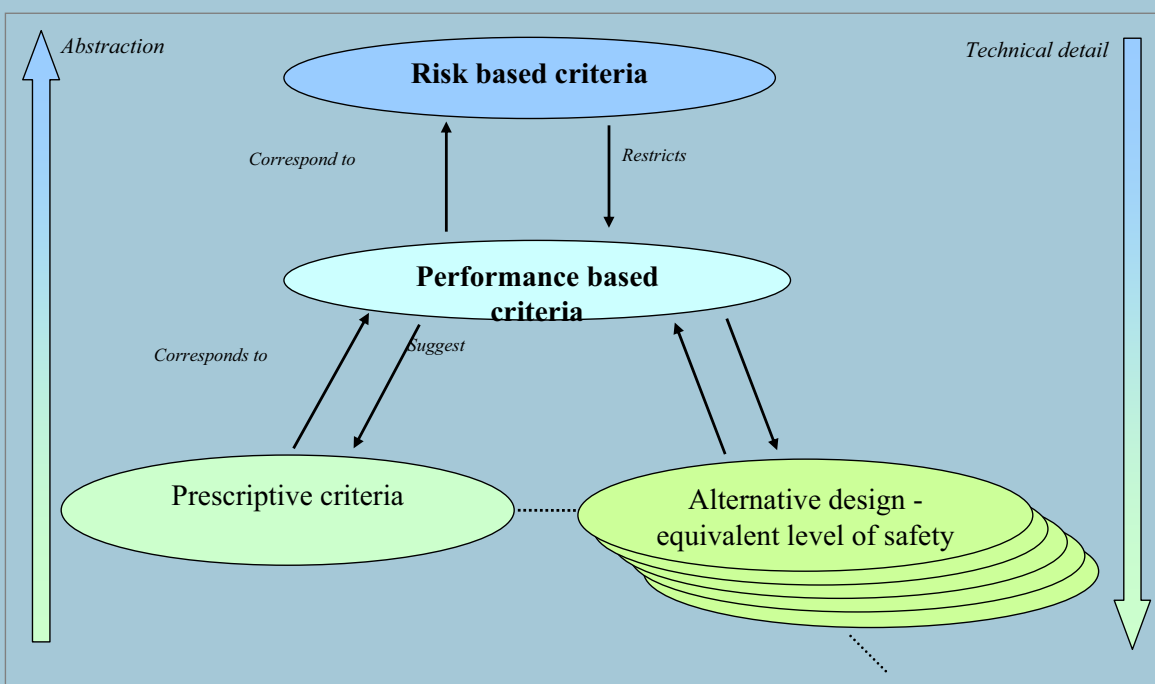 Abstraction
Technical detail
Risk based criteria
Correspond to
Restricts
Performance based
criteria
Corresponds to
Suggest
Prescriptive criteria
Alternative design -
equivalent level of safety